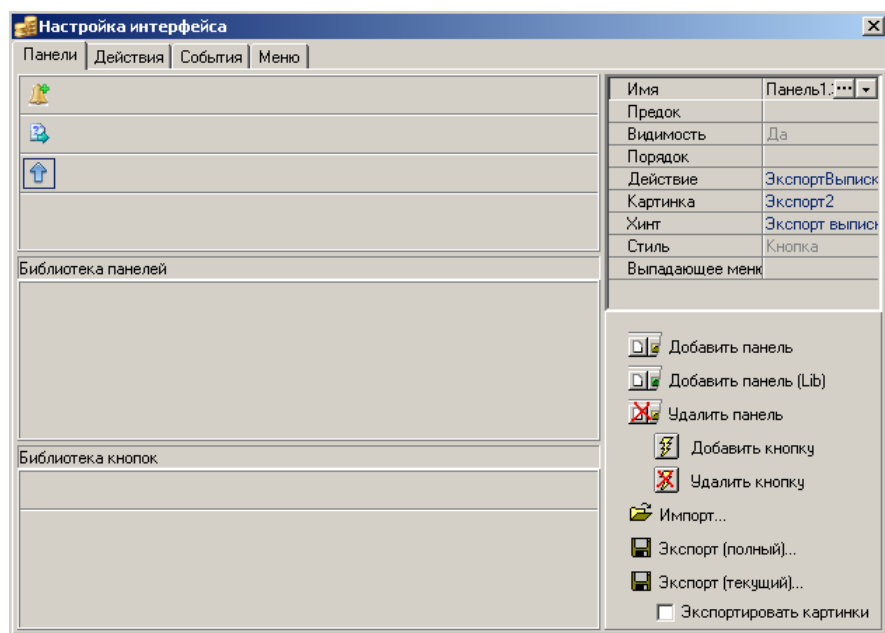 Настройка интерфейса
Панели Действия События Меню
Имя Панель1.
Предок
Видимость Да
Порядок
Действие ЭкспортВыписк
Картинка Экспорт2
Хинт Экспорт выписк
Стиль Кнопка
Выпадающее меню
Библиотека панелей
Добавить панель
Добавить панель (Lib)
Удалить панель
Добавить кнопку
Библиотека кнопок
Удалить кнопку
Импорт...
Экспорт (полный)...
Экспорт (текущий)...
Экспортировать картинки